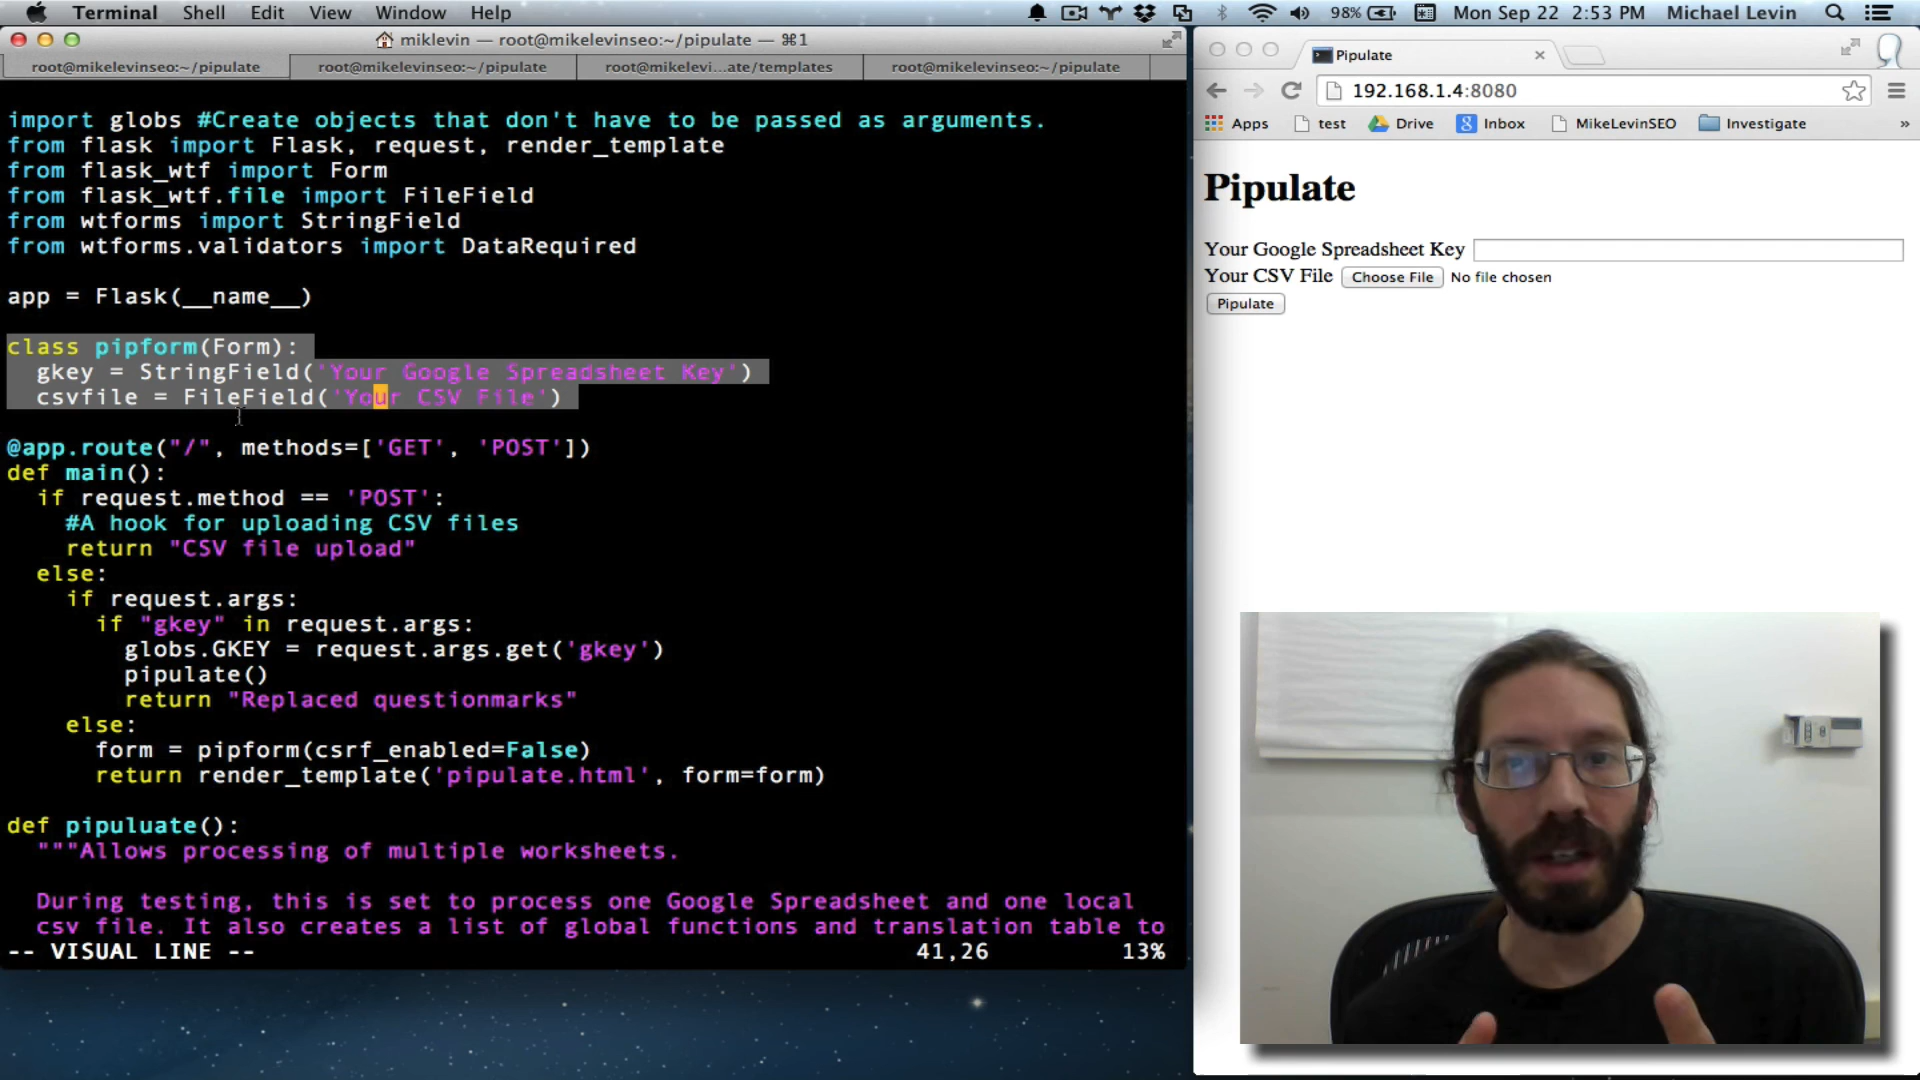 Terminal Shell Edit View Window Help 98% Mon Sep 22 2:53 PM Michael Levin
miklevin — root@mikelevinseo:~/pipulate — ⌘1
root@mikelevinseo:~/pipulate root@mikelevinseo:~/pipulate root@mikelevi...ate/templates root@mikelevinseo:~/pipulate
import globs #Create objects that don't have to be passed as arguments.
from flask import Flask, request, render_template
from flask_wtf import Form
from flask_wtf.file import FileField
from wtforms import StringField
from wtforms.validators import DataRequired
app = Flask(__name__)
class pipform(Form):
gkey = StringField('Your Google Spreadsheet Key')
csvfile = FileField('Your CSV File')
@app.route("/", methods=['GET', 'POST'])
def main():
if request.method == 'POST':
#A hook for uploading CSV files
return "CSV file upload"
else:
if request.args:
if "gkey" in request.args:
globs.GKEY = request.args.get('gkey')
pipulate()
return "Replaced questionmarks"
else:
form = pipform(csrf_enabled=False)
return render_template('pipulate.html', form=form)
def pipuluate():
"""Allows processing of multiple worksheets.
During testing, this is set to process one Google Spreadsheet and one local
csv file. It also creates a list of global functions and translation table to
-- VISUAL LINE -- 41,26 13%
Pipulate
192.168.1.4:8080
Apps test Drive Inbox MikeLevinSEO Investigate »
Pipulate
Your Google Spreadsheet Key
Your CSV File Choose File No file chosen
Pipulate